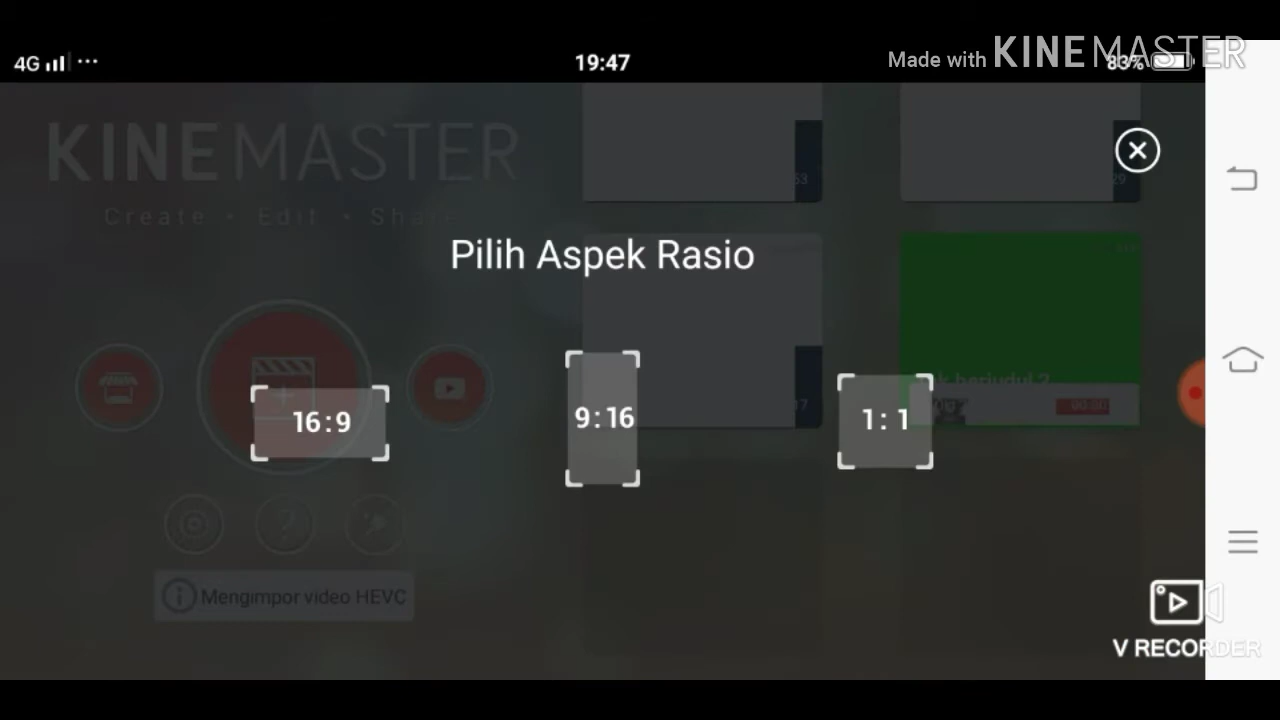 4G
19:47
83%
Made with KINEMASTER
KINEMASTER
Create • Edit • Share
Pilih Aspek Rasio
16:9
9:16
1:1
Mengimpor video HEVC
V RECORDER